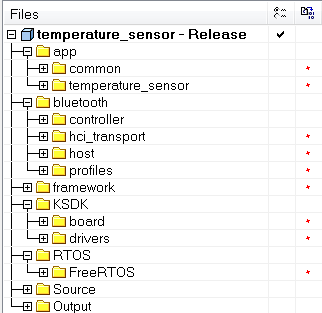 Files
temperature_sensor - Release
app
common
temperature_sensor
bluetooth
controller
hci_transport
host
profiles
framework
KSDK
board
drivers
RTOS
FreeRTOS
Source
Output